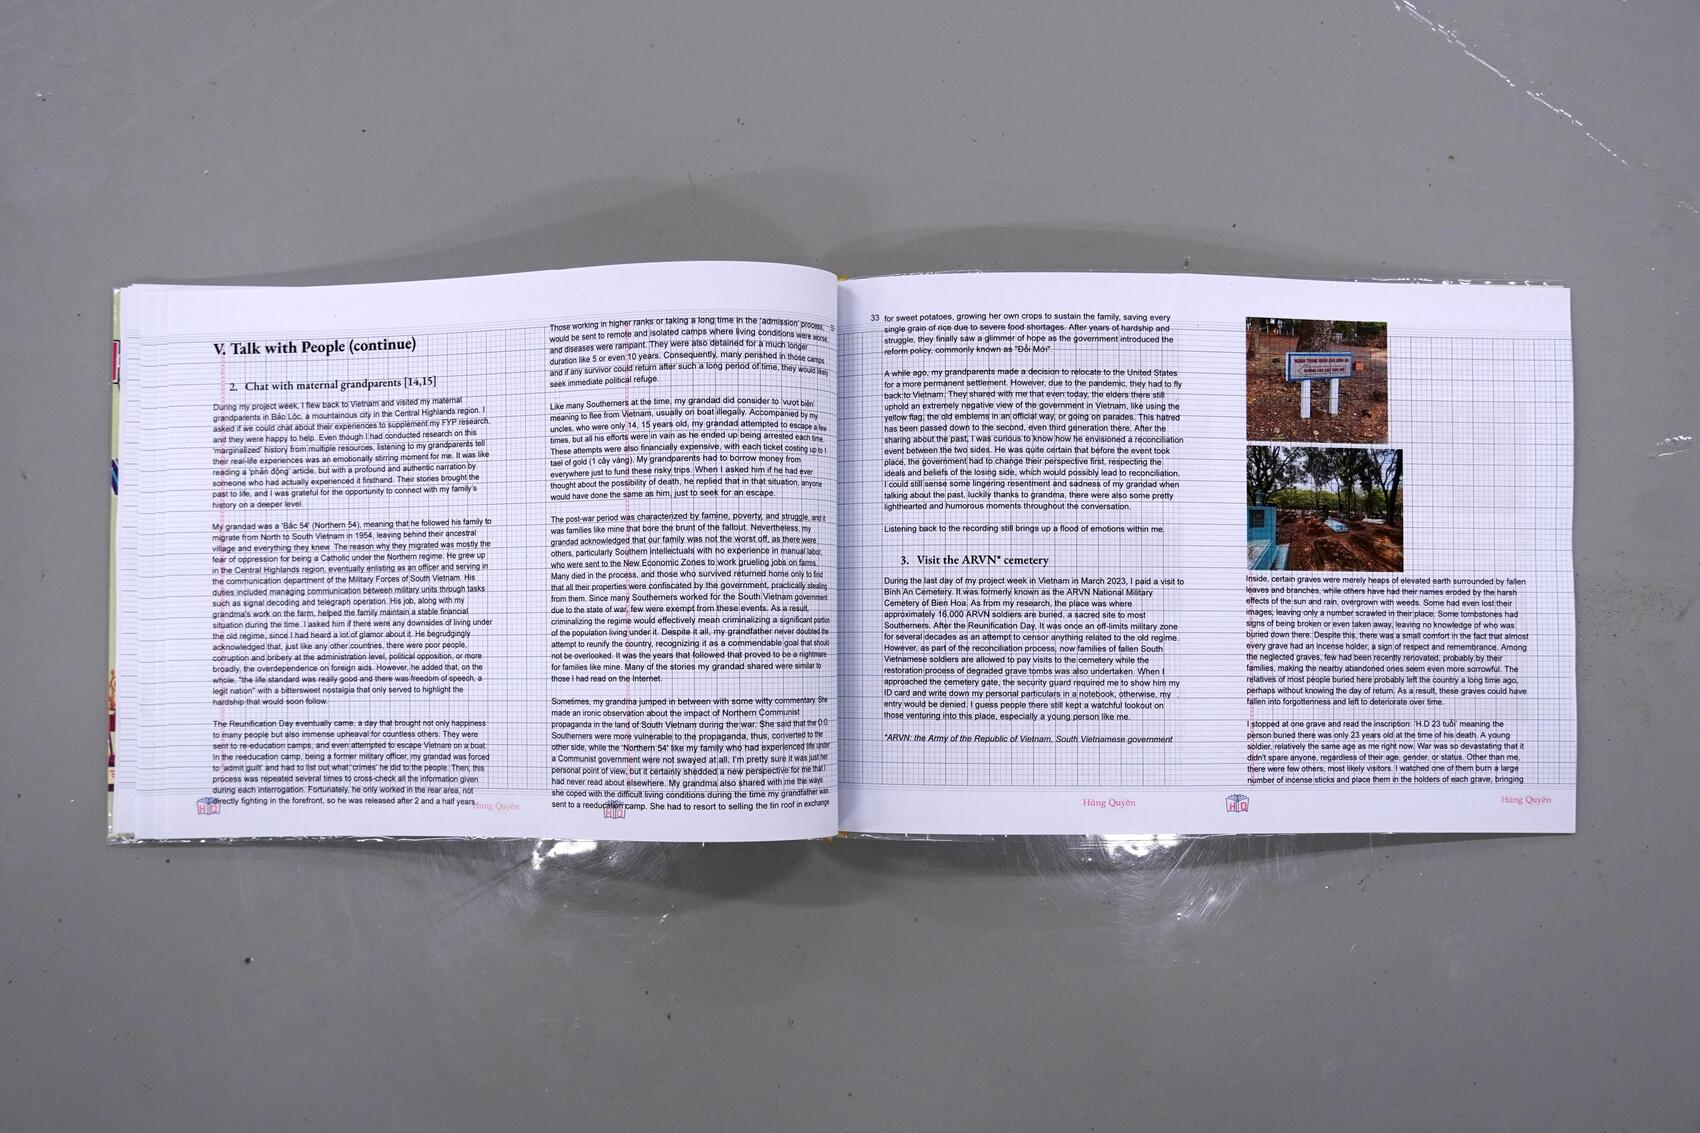 V. Talk with People (continue)
2. Chat with maternal grandparents [14,15]
During my project week, I flew back to Vietnam and visited my maternal
grandparents in Bảo Lộc, a mountainous city in the Central Highlands region. I
asked if we could chat about their experiences to supplement my FYP research,
and they were happy to help. Even though I had conducted research on this
'marginalized' history from multiple resources, listening to my grandparents tell
their real-life experiences was an emotionally stirring moment for me. It was like
reading a 'phản động' article, but with a profound and authentic narration by
someone who had actually experienced it firsthand. Their stories brought the
past to life, and I was grateful for the opportunity to connect with my family's
history on a deeper level.
My grandad was a 'Bắc 54' (Northern 54), meaning that he followed his family to
migrate from North to South Vietnam in 1954, leaving behind their ancestral
village and everything they knew. The reason why they migrated was mostly the
fear of oppression for being a Catholic under the Northern regime. He grew up
in the Central Highlands region, eventually enlisting as an officer and serving in
the communication department of the Military Forces of South Vietnam. His
duties included managing communication between military units through tasks
such as signal decoding and telegraph operation. His job, along with my
grandma's work on the farm, helped the family maintain a stable financial
situation during the time. I asked him if there were any downsides of living under
the old regime, since I had heard a lot of glamor about it. He begrudgingly
acknowledged that, just like any other countries, there were poor people,
corruption and bribery at the administration level, political opposition, or more
broadly, the overdependence on foreign aids. However, he added that, on the
whole, "the life standard was really good and there was freedom of speech, a
legit nation" with a bittersweet nostalgia that only served to highlight the
hardship that would soon follow.
The Reunification Day eventually came, a day that brought not only happiness
to many people but also immense upheaval for countless others. They were
sent to re-education camps, and even attempted to escape Vietnam on a boat.
In the reeducation camp, being a former military officer, my grandad was forced
to 'admit guilt' and had to list out what 'crimes' he did to the people. Then, this
process was repeated several times to cross-check all the information given
during each interrogation. Fortunately, he only worked in the rear area, not
directly fighting in the forefront, so he was released after 2 and a half years.
HQ
Hùng Quyên
Those working in higher ranks or taking a long time in the 'admission' process,
would be sent to remote and isolated camps where living conditions were worse,
and diseases were rampant. They were also detained for a much longer
duration like 5 or even 10 years. Consequently, many perished in those camps
and if any survivor could return after such a long period of time, they would likely
seek immediate political refuge.
Like many Southerners at the time, my grandad did consider to 'vượt biên'
meaning to flee from Vietnam, usually on boat illegally. Accompanied by my
uncles, who were only 14, 15 years old, my grandad attempted to escape a few
times, but all his efforts were in vain as he ended up being arrested each time.
These attempts were also financially expensive, with each ticket costing up to 1
tael of gold (1 cây vàng). My grandparents had to borrow money from
everywhere just to fund these risky trips. When I asked him if he had ever
thought about the possibility of death, he replied that in that situation, anyone
would have done the same as him, just to seek for an escape.
The post-war period was characterized by famine, poverty, and struggle, and it
was families like mine that bore the brunt of the fallout. Nevertheless, my
grandad acknowledged that our family was not the worst off, as there were
others, particularly Southern intellectuals with no experience in manual labor,
who were sent to the New Economic Zones to work grueling jobs on farms.
Many died in the process, and those who survived returned home only to find
that all their properties were confiscated by the government, practically stealing
from them. Since many Southerners worked for the South Vietnam government
due to the state of war, few were exempt from these events. As a result,
criminalizing the regime would effectively mean criminalizing a significant portion
of the population living under it. Despite it all, my grandfather never doubted the
attempt to reunify the country, recognizing it as a commendable goal that should
not be overlooked. It was the years that followed that proved to be a nightmare
for families like mine. Many of the stories my grandad shared were similar to
those I had read on the Internet.
Sometimes, my grandma jumped in between with some witty commentary. She
made an ironic observation about the impact of Northern Communist
propaganda in the land of South Vietnam during the war. She said that the O.G.
Southerners were more vulnerable to the propaganda, thus, converted to the
other side, while the 'Northern 54' like my family who had experienced life under
a Communist government were not swayed at all. I'm pretty sure it was just her
personal point of view, but it certainly shedded a new perspective for me that I
had never read about elsewhere. My grandma also shared with me the ways
she coped with the difficult living conditions during the time my grandfather was
sent to a reeducation camp. She had to resort to selling the tin roof in exchange
HQ
33
for sweet potatoes, growing her own crops to sustain the family, saving every
single grain of rice due to severe food shortages. After years of hardship and
struggle, they finally saw a glimmer of hope as the government introduced the
reform policy, commonly known as "Đổi Mới".
A while ago, my grandparents made a decision to relocate to the United States
for a more permanent settlement. However, due to the pandemic, they had to fly
back to Vietnam. They shared with me that even today, the elders there still
uphold an extremely negative view of the government in Vietnam, like using the
yellow flag, the old emblems in an official way, or going on parades. This hatred
has been passed down to the second, even third generation there. After the
sharing about the past, I was curious to know how he envisioned a reconciliation
event between the two sides. He was quite certain that before the event took
place, the government had to change their perspective first, respecting the
ideals and beliefs of the losing side, which would possibly lead to reconciliation.
I could still sense some lingering resentment and sadness of my grandad when
talking about the past, luckily thanks to grandma, there were also some pretty
lighthearted and humorous moments throughout the conversation.
Listening back to the recording still brings up a flood of emotions within me.
3. Visit the ARVN* cemetery
During the last day of my project week in Vietnam in March 2023, I paid a visit to
Binh An Cemetery. It was formerly known as the ARVN National Military
Cemetery of Bien Hoa. As from my research, the place was where
approximately 16,000 ARVN soldiers are buried, a sacred site to most
Southerners. After the Reunification Day, it was once an off-limits military zone
for several decades as an attempt to censor anything related to the old regime.
However, as part of the reconciliation process, now families of fallen South
Vietnamese soldiers are allowed to pay visits to the cemetery while the
restoration process of degraded grave tombs was also undertaken. When I
approached the cemetery gate, the security guard required me to show him my
ID card and write down my personal particulars in a notebook, otherwise, my
entry would be denied. I guess people there still kept a watchful lookout on
those venturing into this place, especially a young person like me.
*ARVN: the Army of the Republic of Vietnam, South Vietnamese government
Hùng Quyên
NGHĨA TRANG NHÂN DÂN BÌNH AN
Inside, certain graves were merely heaps of elevated earth surrounded by fallen
leaves and branches, while others have had their names eroded by the harsh
effects of the sun and rain, overgrown with weeds. Some had even lost their
images, leaving only a number scrawled in their place. Some tombstones had
signs of being broken or even taken away, leaving no knowledge of who was
buried down there. Despite this, there was a small comfort in the fact that almost
every grave had an incense holder, a sign of respect and remembrance. Among
the neglected graves, few had been recently renovated, probably by their
families, making the nearby abandoned ones seem even more sorrowful. The
relatives of most people buried here probably left the country a long time ago,
perhaps without knowing the day of return. As a result, these graves could have
fallen into forgottenness and left to deteriorate over time.
I stopped at one grave and read the inscription: 'H.D 23 tuổi' meaning the
person buried there was only 23 years old at the time of his death. A young
soldier, relatively the same age as me right now. War was so devastating that it
didn't spare anyone, regardless of their age, gender, or status. Other than me,
there were few others, most likely visitors. I watched one of them burn a large
number of incense sticks and place them in the holders of each grave, bringing
HQ
Hùng Quyên